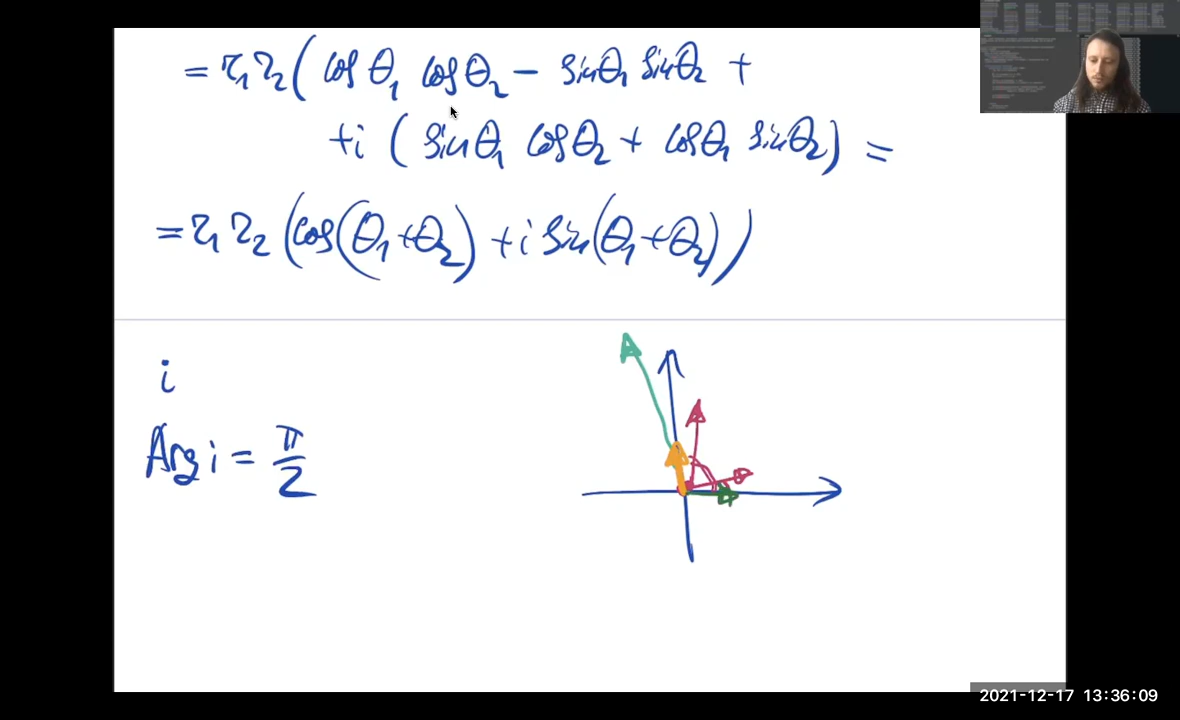 = r₁r₂(cos θ₁ cos θ₂ − sin θ₁ sin θ₂ +
+i (sin θ₁ cos θ₂ + cos θ₁ sin θ₂) =
= r₁ r₂ (cos(θ₁+θ₂) + i sin(θ₁+θ₂))
i
Arg i = π/2
2021-12-17 13:36:09